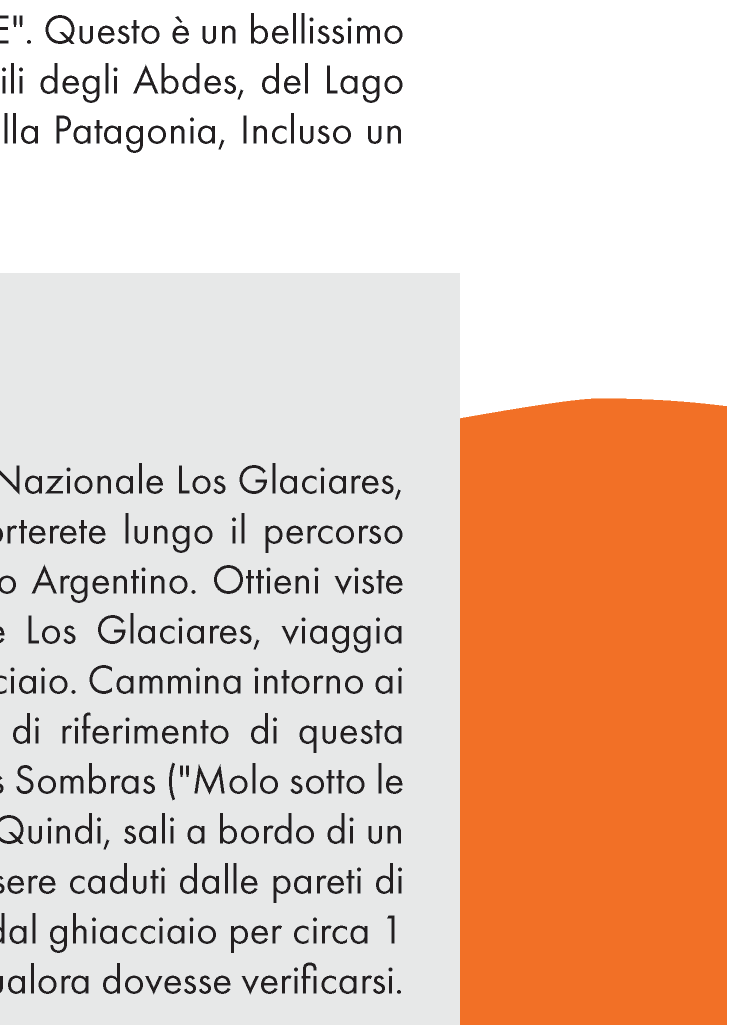 E". Questo è un bellissimo
ili degli Abdes, del Lago
lla Patagonia, Incluso un
Nazionale Los Glaciares,
orterete lungo il percorso
o Argentino. Ottieni viste
e Los Glaciares, viaggia
ciaio. Cammina intorno ai
di riferimento di questa
s Sombras ("Molo sotto le
Quindi, sali a bordo di un
sere caduti dalle pareti di
dal ghiacciaio per circa 1
ualora dovesse verificarsi.